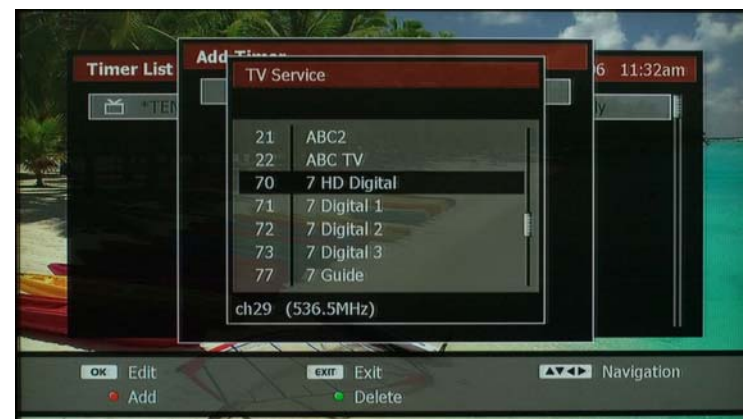 Timer List
Add Timer
6 11:32am
TV Service
*TEN
ly
21 ABC2
22 ABC TV
70 7 HD Digital
71 7 Digital 1
72 7 Digital 2
73 7 Digital 3
77 7 Guide
ch29 (536.5MHz)
OK Edit
EXIT Exit
▲▼◀▶ Navigation
Add
Delete